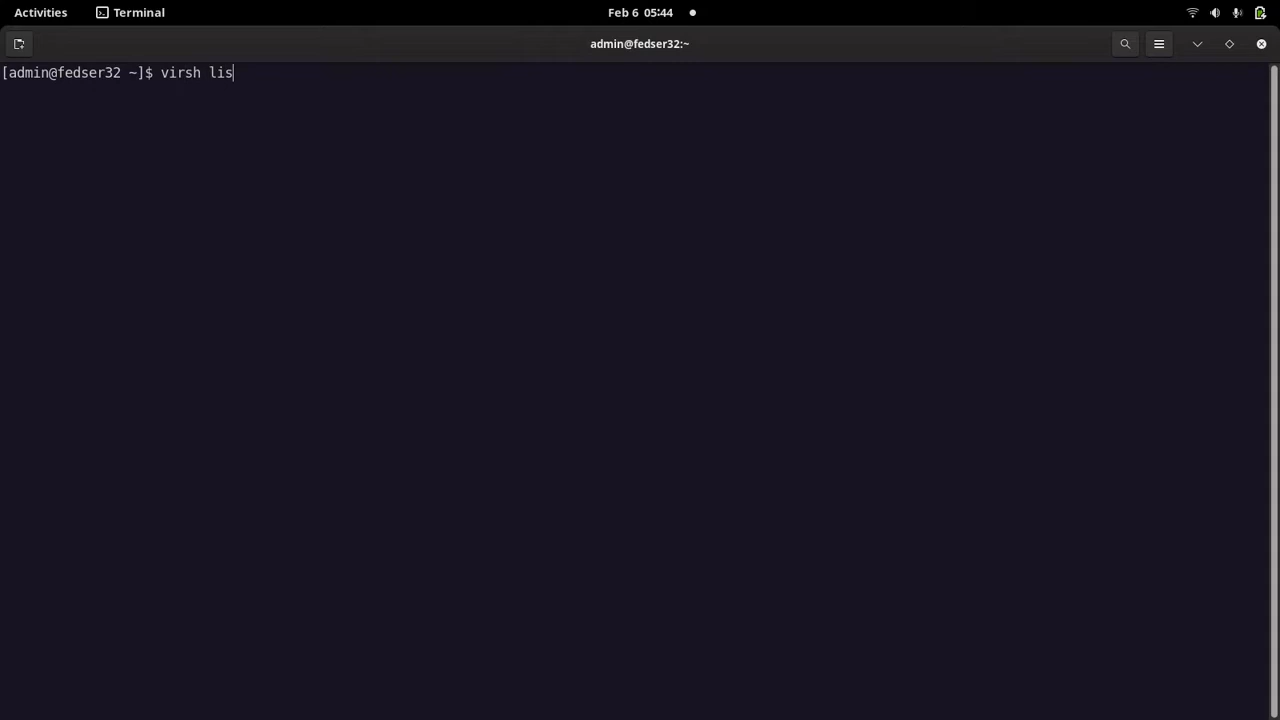 Activities Terminal Feb 6 05:44
admin@fedser32:~
[admin@fedser32 ~]$ virsh lis